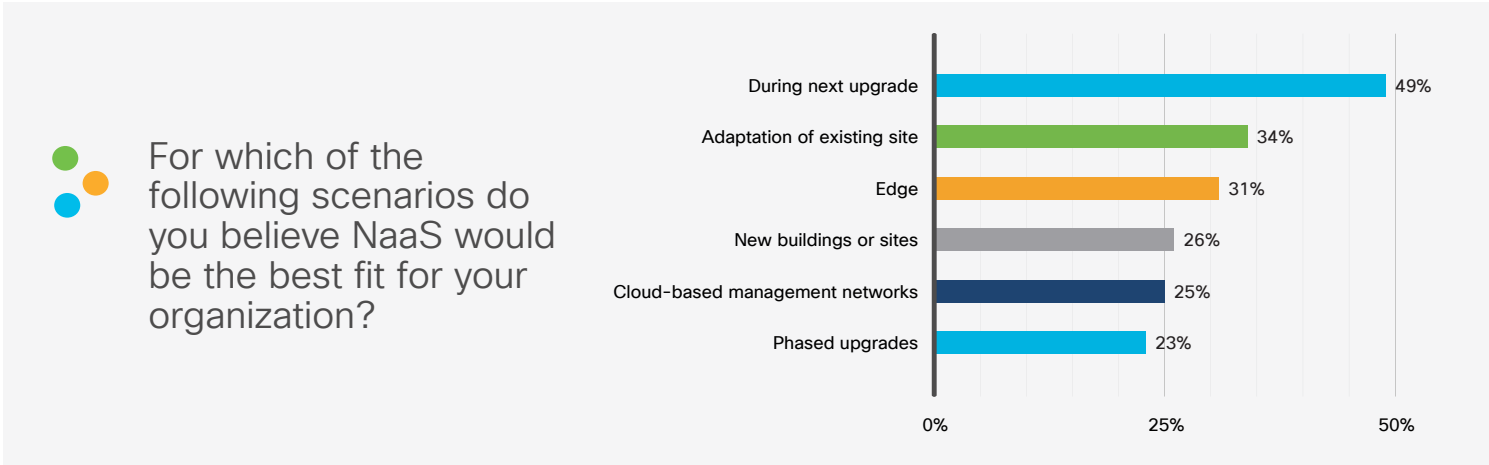 For which of the
following scenarios do
you believe NaaS would
be the best fit for your
organization?
During next upgrade 49%
Adaptation of existing site 34%
Edge 31%
New buildings or sites 26%
Cloud-based management networks 25%
Phased upgrades 23%
0% 25% 50%